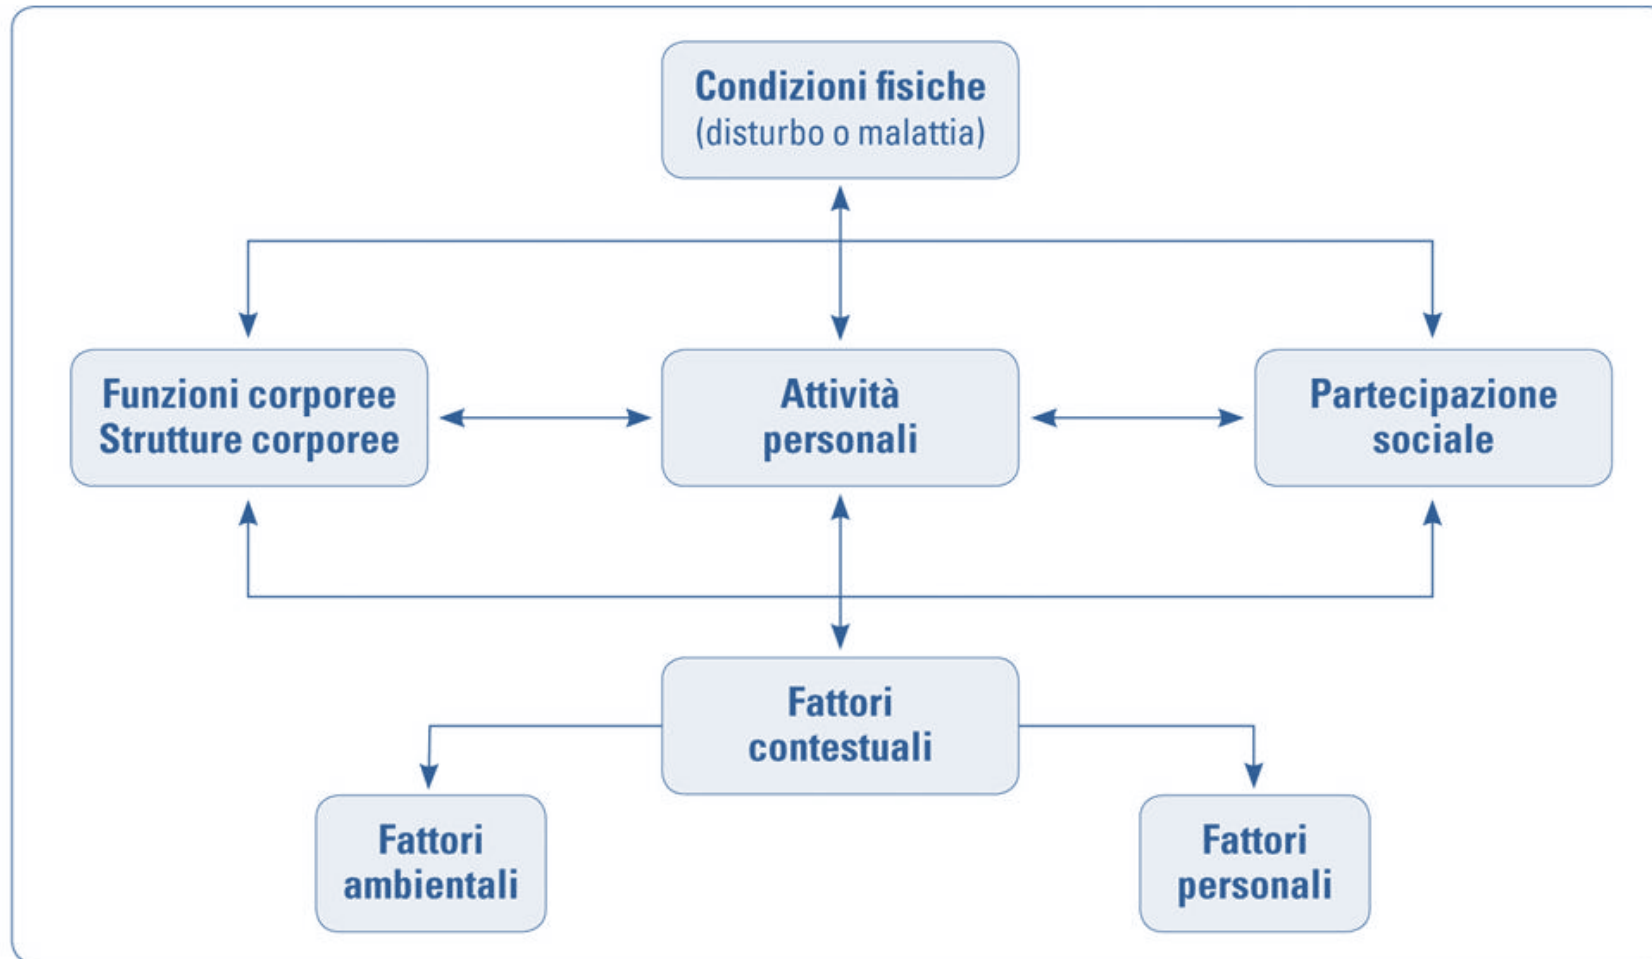 Condizioni fisiche
(disturbo o malattia)
Funzioni corporee
Strutture corporee
Attività
personali
Partecipazione
sociale
Fattori
contestuali
Fattori
ambientali
Fattori
personali